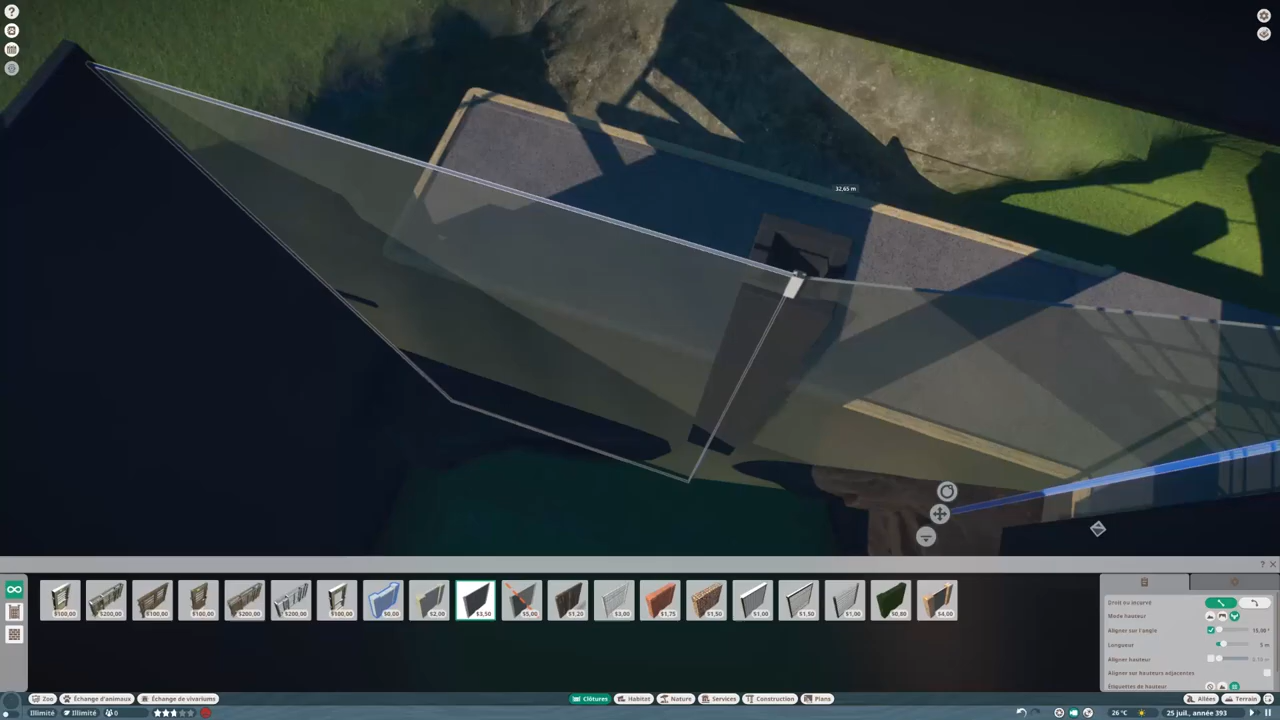 32,65 m
? ×
$100,00 $200,00 $100,00 $100,00 $200,00 $200,00 $100,00 $0,00 $2,00 $3,50 $5,00 $1,20 $3,00 $1,75 $1,50 $1,00 $1,50 $1,00 $0,80 $4,00
Droit ou incurvé
Mode hauteur
Aligner sur l'angle 15,00°
Longueur 5 m
Aligner hauteur
Aligner sur hauteurs adjacentes
Étiquettes de hauteur
Zoo Échange d'animaux Échange de vivariums Clôtures Habitat Nature Services Construction Plans Allées Terrain
Illimité Illimité 0 26 °C 25 juil., année 393